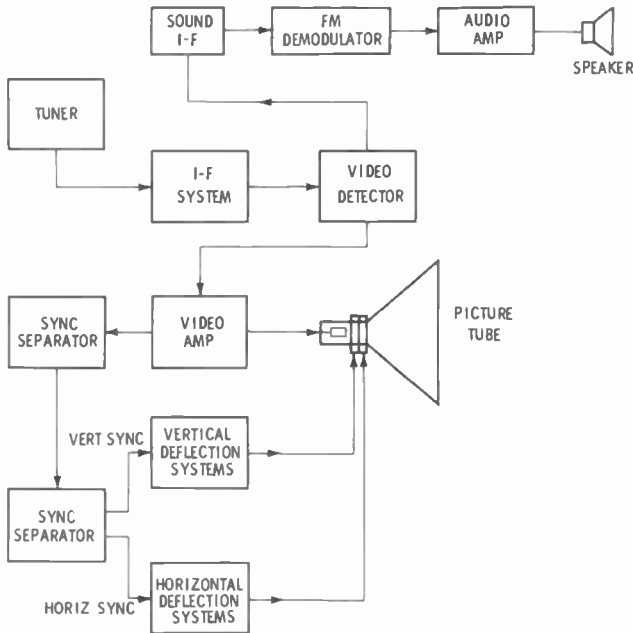 SOUND
I-F
FM
DEMODULATOR
AUDIO
AMP
SPEAKER
TUNER
I-F
SYSTEM
VIDEO
DETECTOR
SYNC
SEPARATOR
VIDEO
AMP
PICTURE
TUBE
VERT SYNC
VERTICAL
DEFLECTION
SYSTEMS
SYNC
SEPARATOR
HORIZ SYNC
HORIZONTAL
DEFLECTION
SYSTEMS